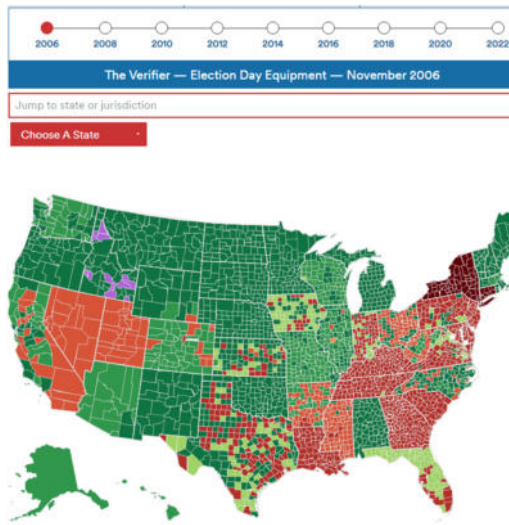 2006 2008 2010 2012 2014 2016 2018 2020 2022
The Verifier — Election Day Equipment — November 2006
Jump to state or jurisdiction
Choose A State